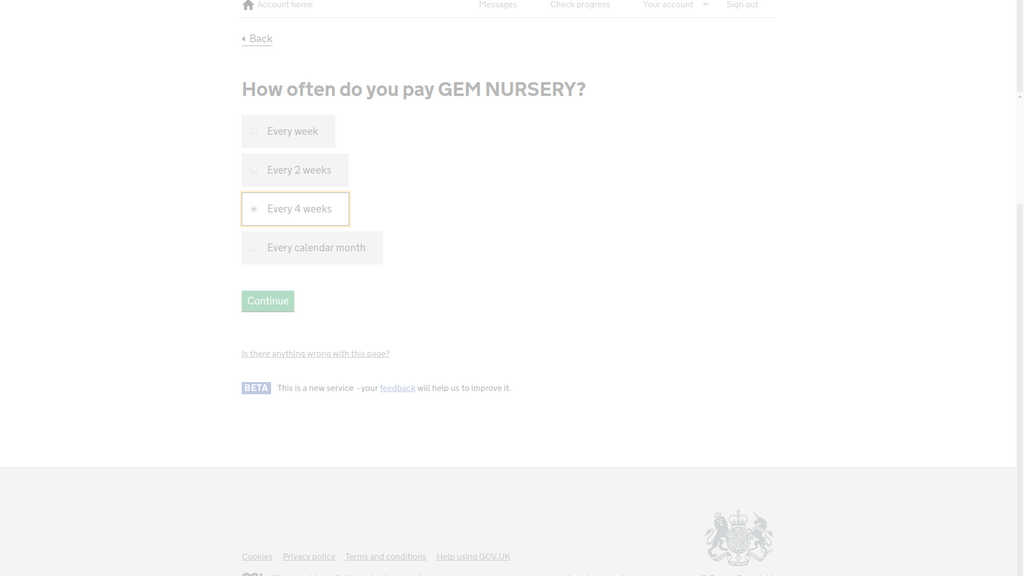 Account home Messages Check progress Your account Sign out
Back
How often do you pay GEM NURSERY?
Every week
Every 2 weeks
Every 4 weeks
Every calendar month
Continue
Is there anything wrong with this page?
BETA This is a new service - your feedback will help us to improve it.
Cookies Privacy policy Terms and conditions Help using GOV.UK